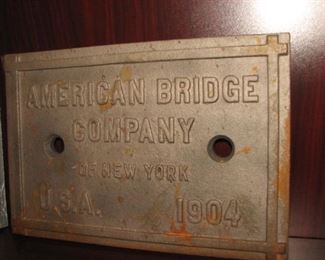 AMERICAN BRIDGE
COMPANY
OF NEW YORK
U.S.A. 1904